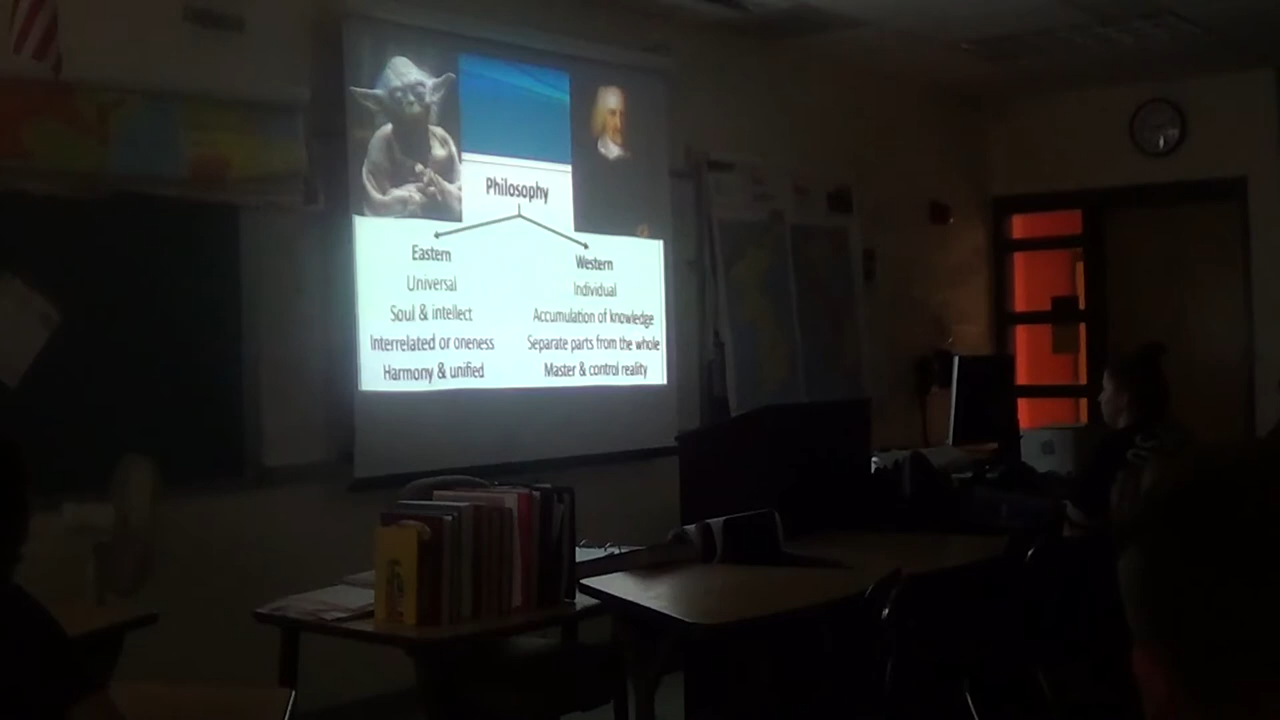 Philosophy
Eastern
Universal
Soul & intellect
Interrelated or oneness
Harmony & unified
Western
Individual
Accumulation of knowledge
Separate parts from the whole
Master & control reality